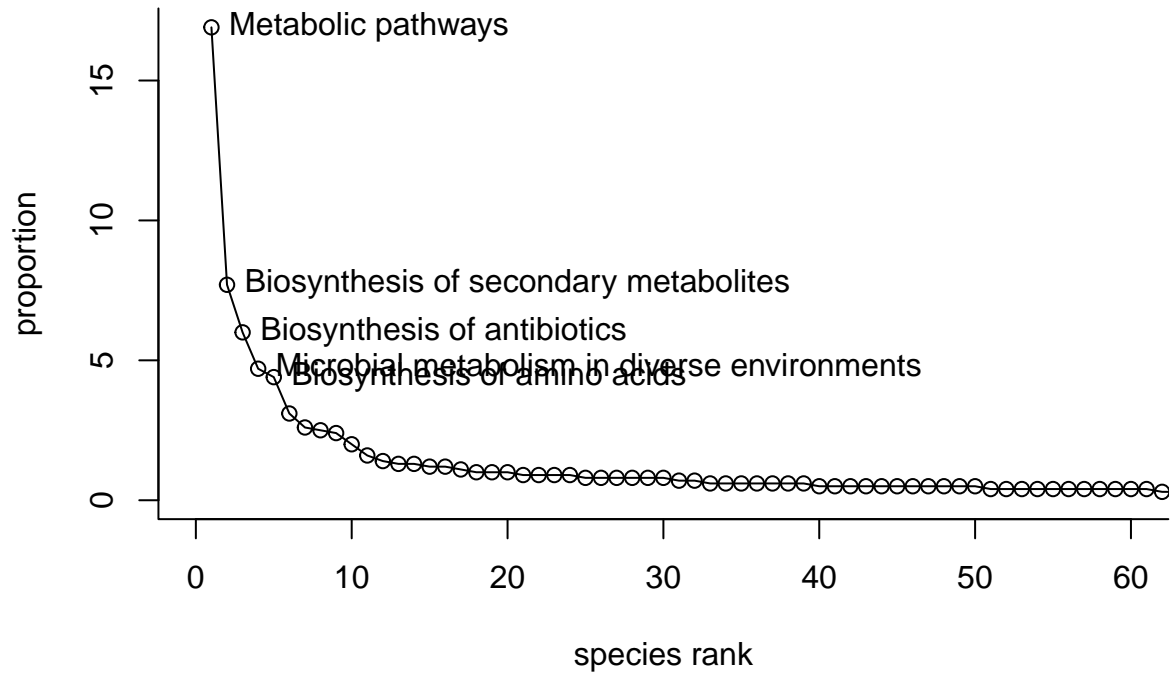 Metabolic pathways
Biosynthesis of secondary metabolites
Biosynthesis of antibiotics
Microbial metabolism in diverse environments
Biosynthesis of amino acids
proportion
15
10
5
0
0 10 20 30 40 50 60
species rank